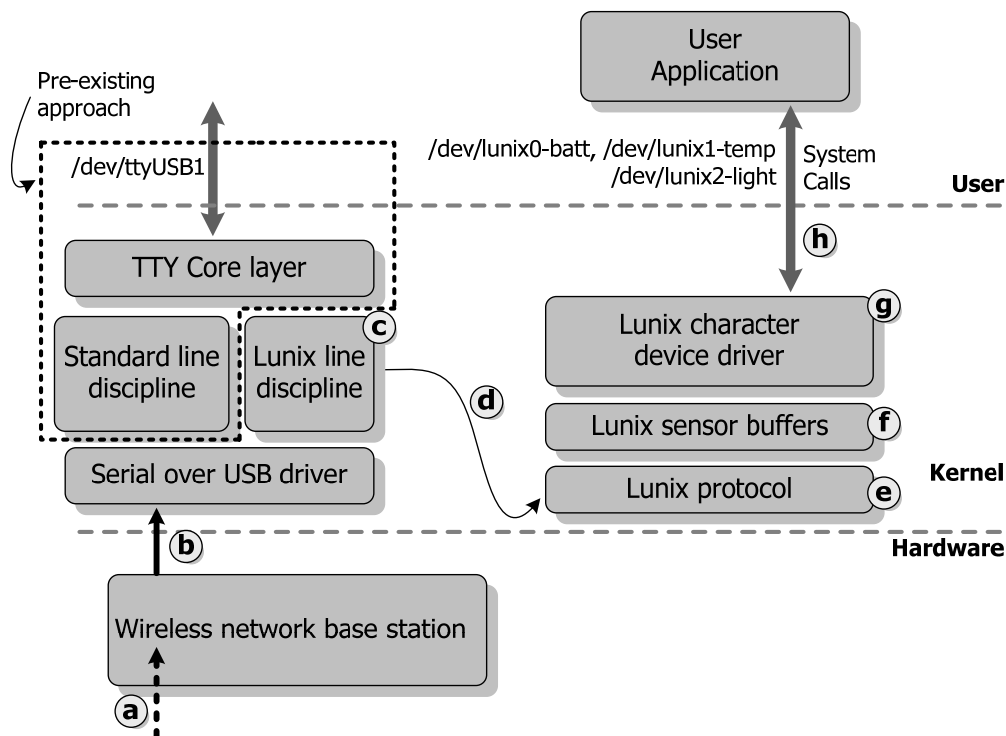 User
Application
Pre-existing
approach
/dev/ttyUSB1
/dev/lunix0-batt, /dev/lunix1-temp
/dev/lunix2-light
System
Calls
User
h
TTY Core layer
g
Lunix character
device driver
c
Standard line
discipline
Lunix line
discipline
d
Lunix sensor buffers
f
Serial over USB driver
Kernel
Lunix protocol
e
b
Hardware
Wireless network base station
a